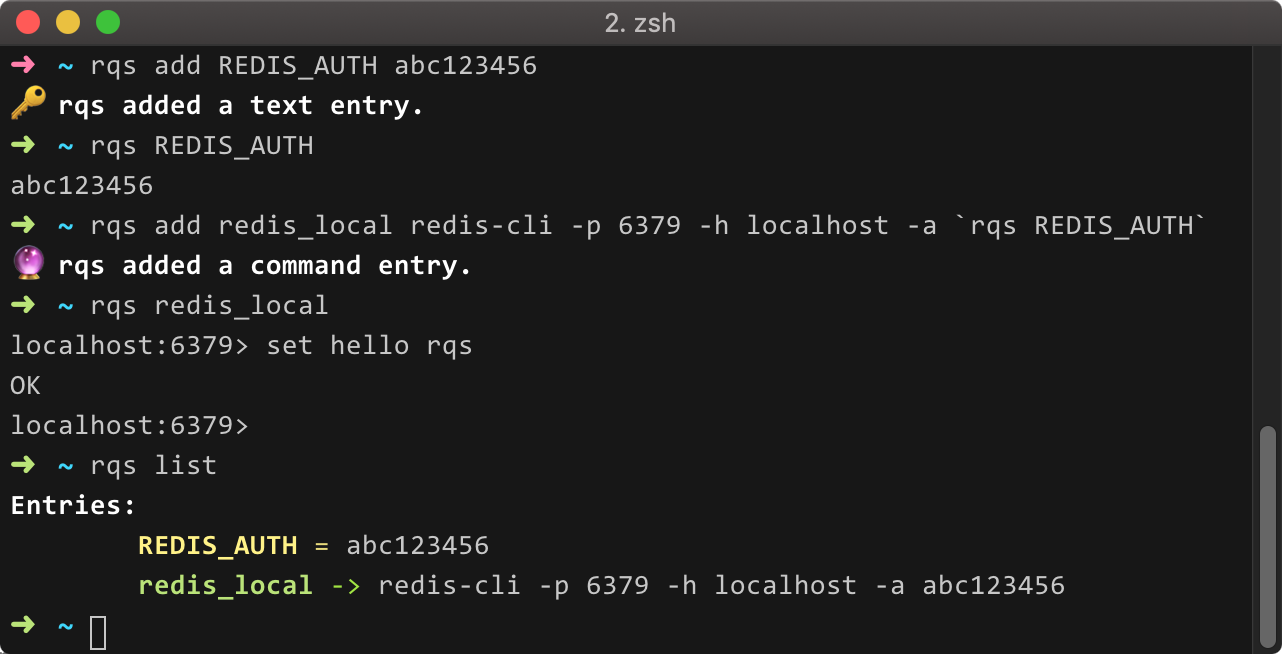 2. zsh
➜ ~ rqs add REDIS_AUTH abc123456
🔑 rqs added a text entry.
➜ ~ rqs REDIS_AUTH
abc123456
➜ ~ rqs add redis_local redis-cli -p 6379 -h localhost -a `rqs REDIS_AUTH`
🔮 rqs added a command entry.
➜ ~ rqs redis_local
localhost:6379> set hello rqs
OK
localhost:6379>
➜ ~ rqs list
Entries:
REDIS_AUTH = abc123456
redis_local -> redis-cli -p 6379 -h localhost -a abc123456
➜ ~